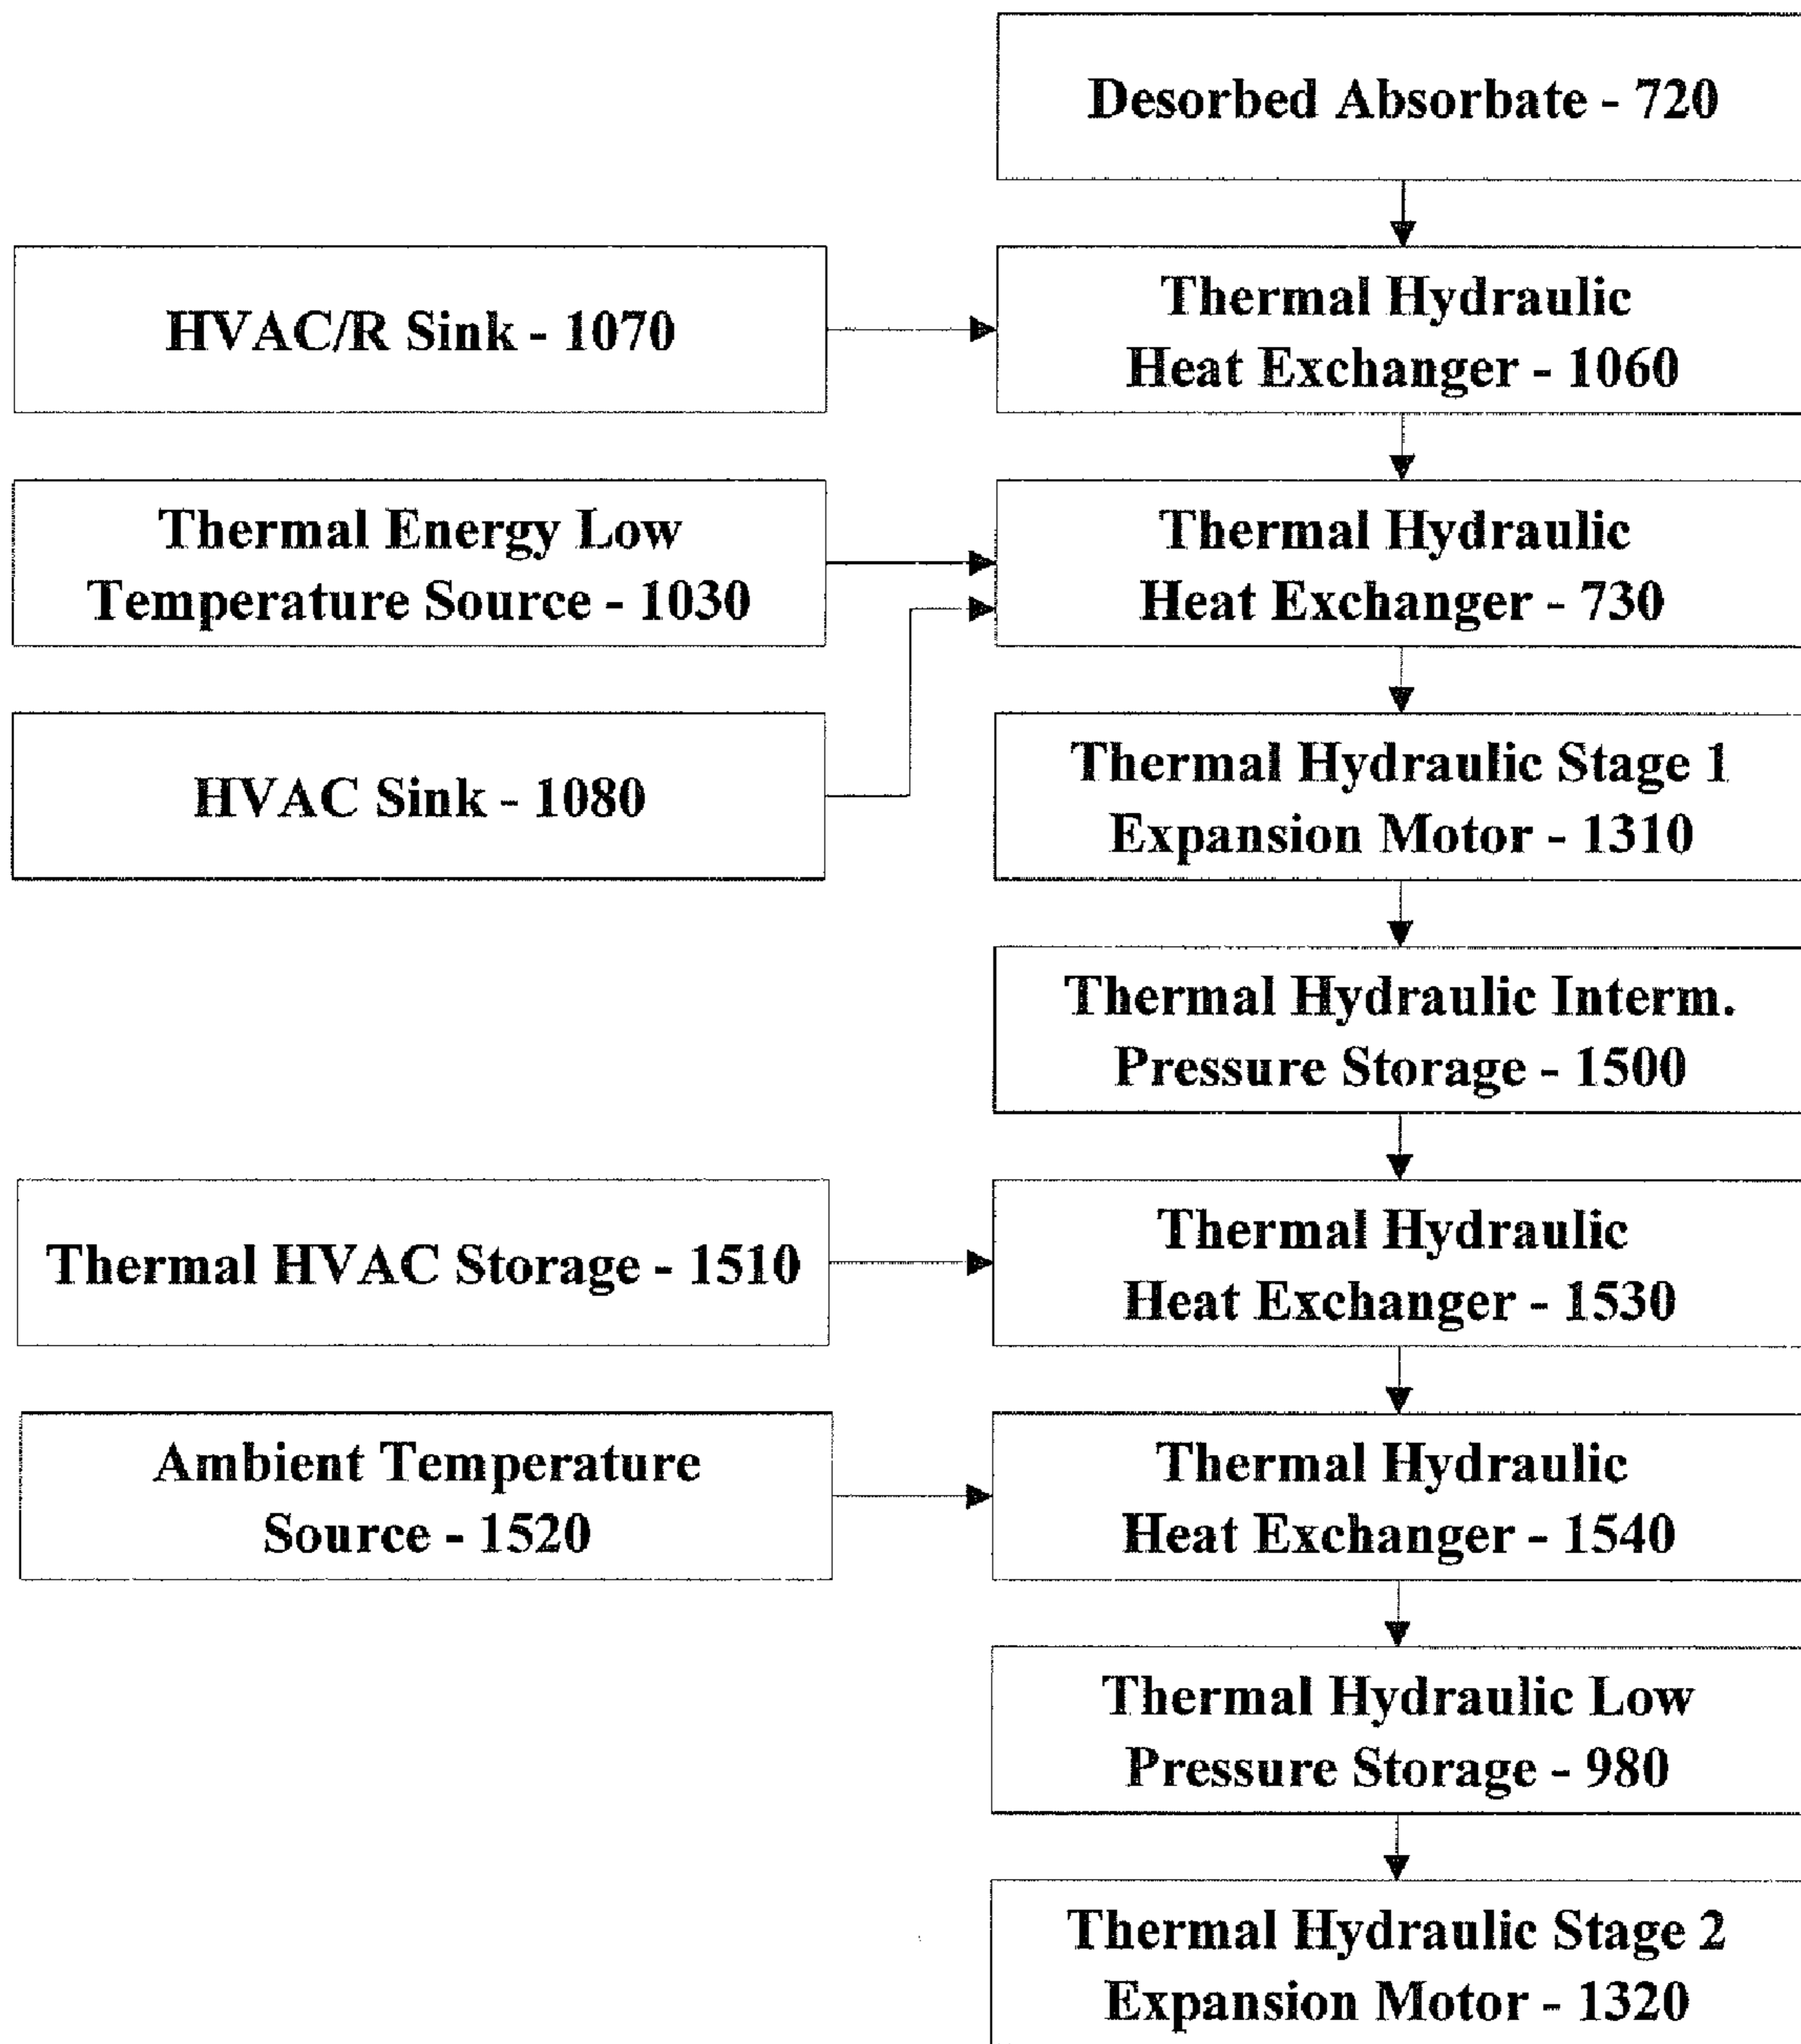 Desorbed Absorbate - 720
HVAC/R Sink - 1070
Thermal Hydraulic
Heat Exchanger - 1060
Thermal Energy Low
Temperature Source - 1030
Thermal Hydraulic
Heat Exchanger - 730
HVAC Sink - 1080
Thermal Hydraulic Stage 1
Expansion Motor - 1310
Thermal Hydraulic Interm.
Pressure Storage - 1500
Thermal HVAC Storage - 1510
Thermal Hydraulic
Heat Exchanger - 1530
Ambient Temperature
Source - 1520
Thermal Hydraulic
Heat Exchanger - 1540
Thermal Hydraulic Low
Pressure Storage - 980
Thermal Hydraulic Stage 2
Expansion Motor - 1320